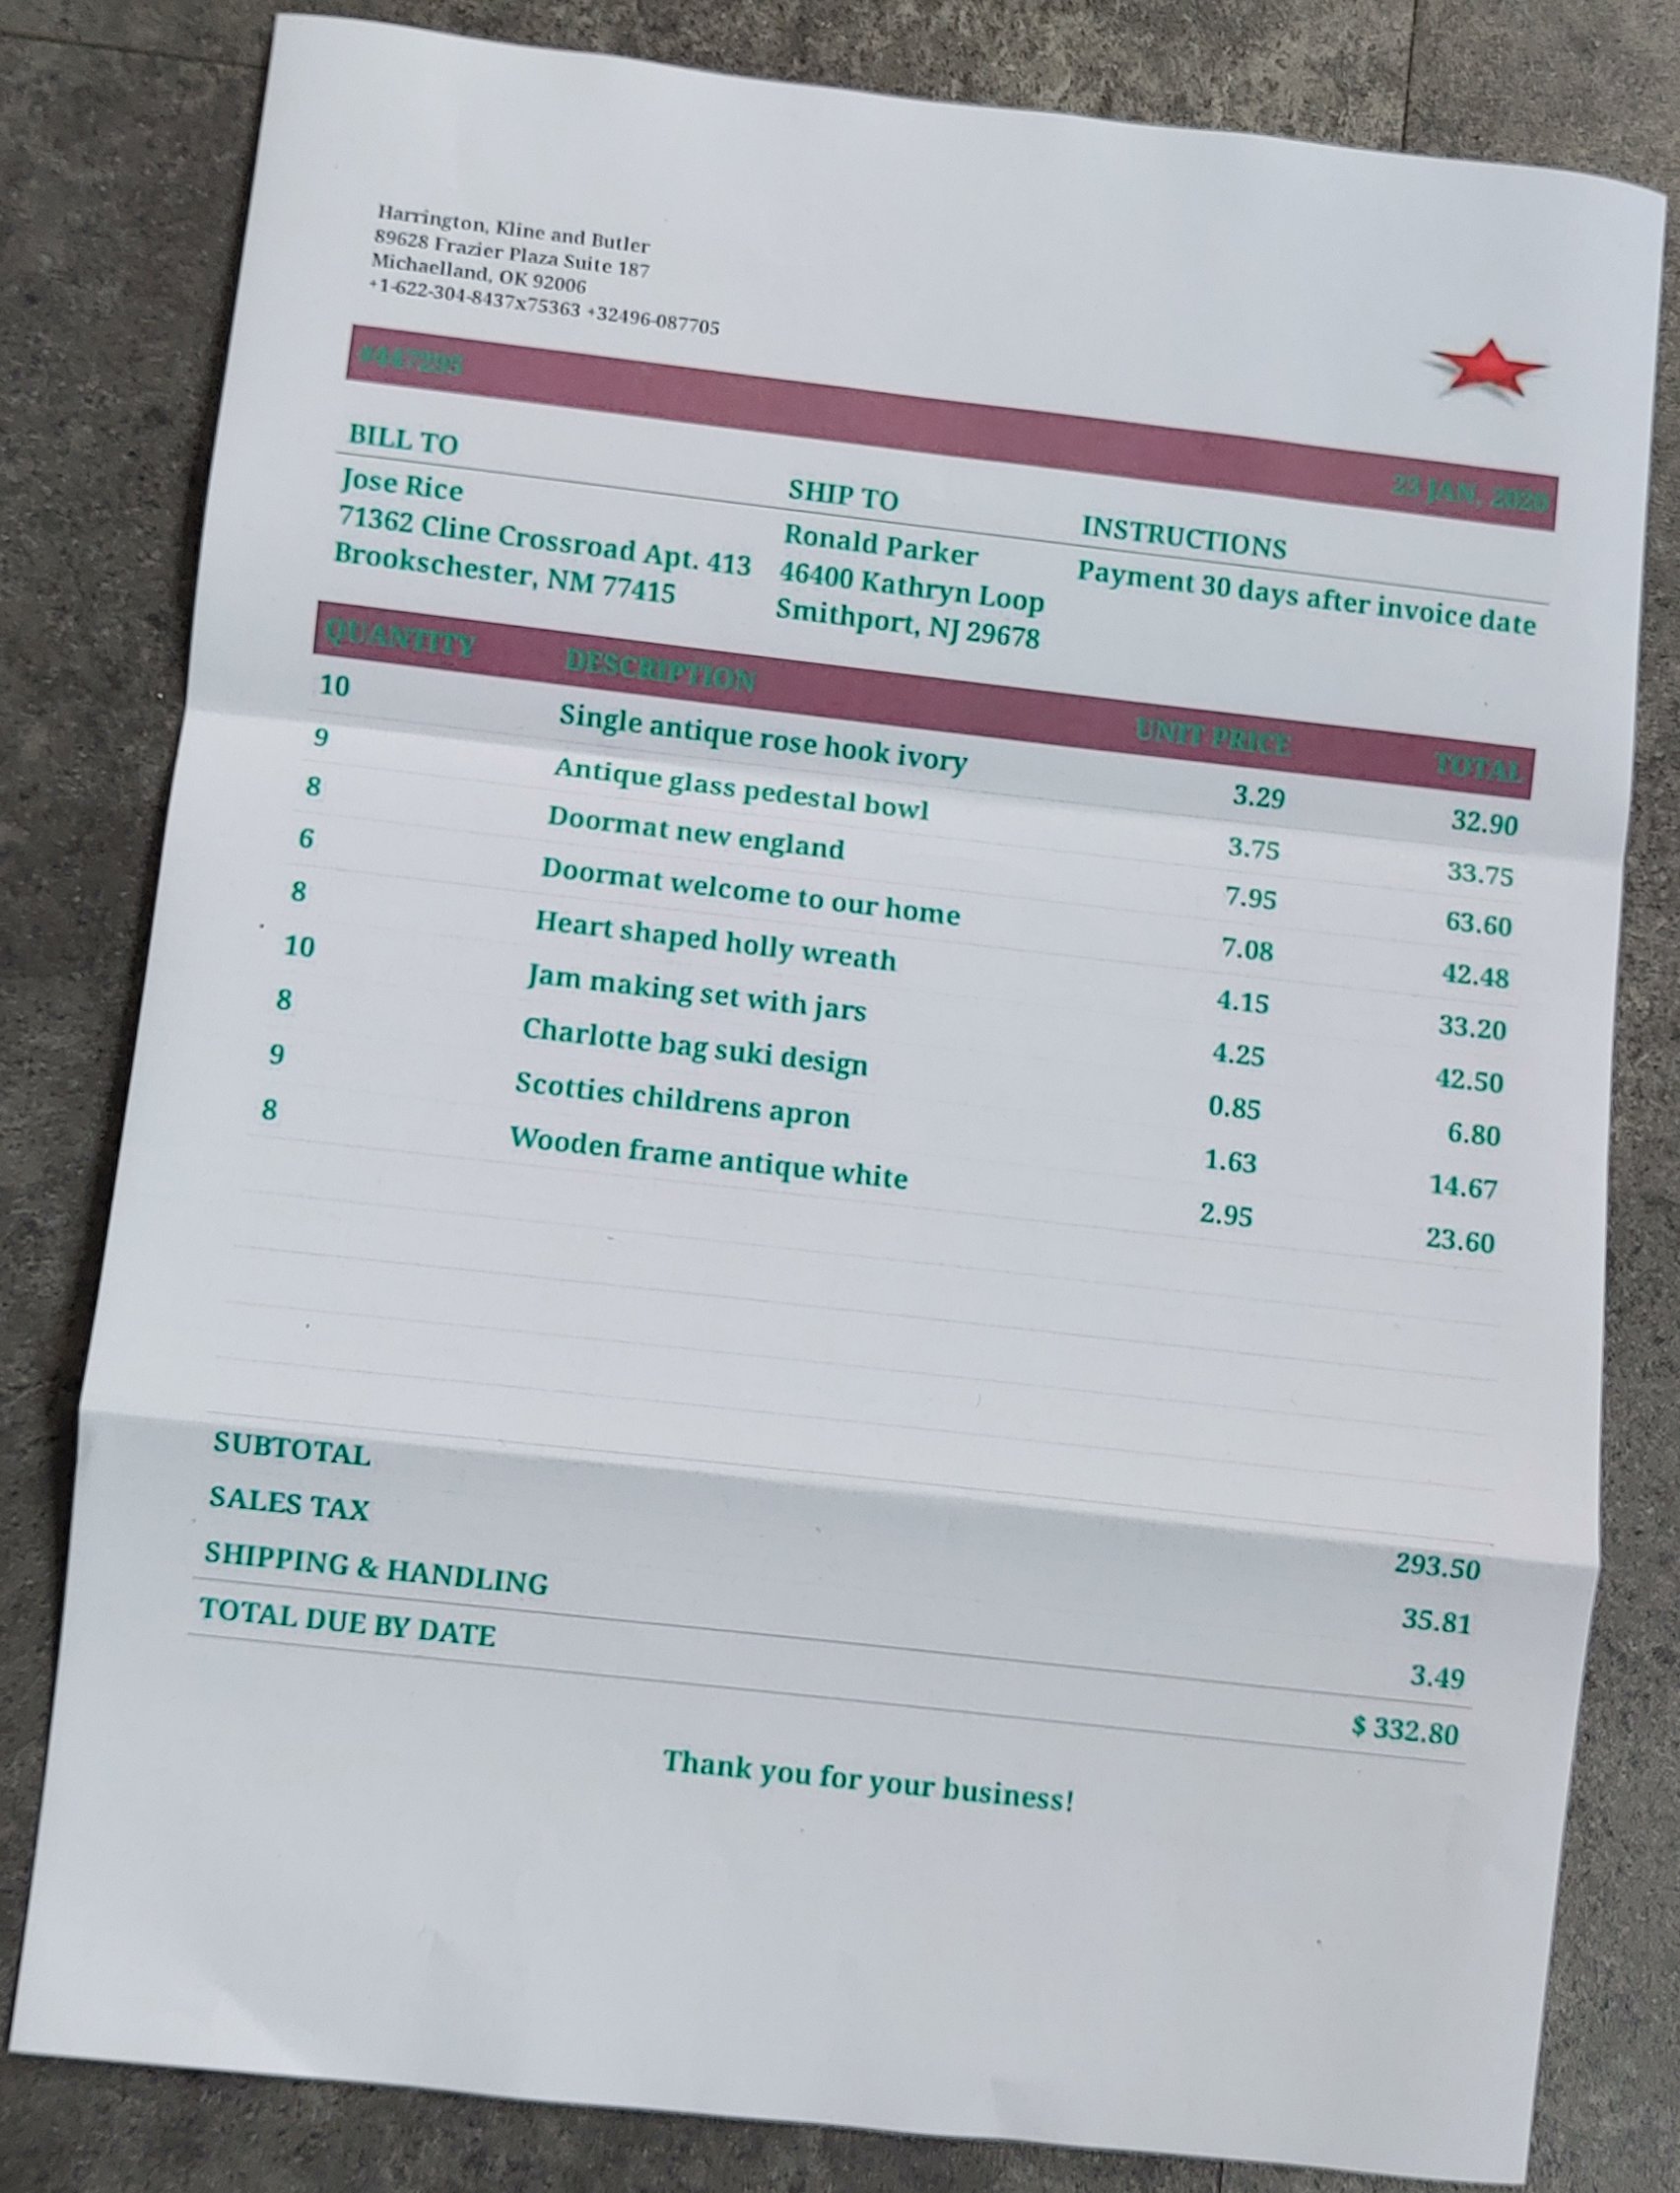 Harrington, Kline and Butler
89628 Frazier Plaza Suite 187
Michaelland, OK 92006
+1-622-304-8437x75363 +32496-087705
#447295
23 JAN, 2020
BILL TO
Jose Rice
71362 Cline Crossroad Apt. 413
Brookschester, NM 77415
SHIP TO
Ronald Parker
46400 Kathryn Loop
Smithport, NJ 29678
INSTRUCTIONS
Payment 30 days after invoice date
QUANTITY DESCRIPTION UNIT PRICE TOTAL
10 Single antique rose hook ivory 3.29 32.90
9 Antique glass pedestal bowl 3.75 33.75
8 Doormat new england 7.95 63.60
6 Doormat welcome to our home 7.08 42.48
8 Heart shaped holly wreath 4.15 33.20
10 Jam making set with jars 4.25 42.50
8 Charlotte bag suki design 0.85 6.80
9 Scotties childrens apron 1.63 14.67
8 Wooden frame antique white 2.95 23.60
SUBTOTAL 293.50
SALES TAX 35.81
SHIPPING & HANDLING 3.49
TOTAL DUE BY DATE $ 332.80
Thank you for your business!